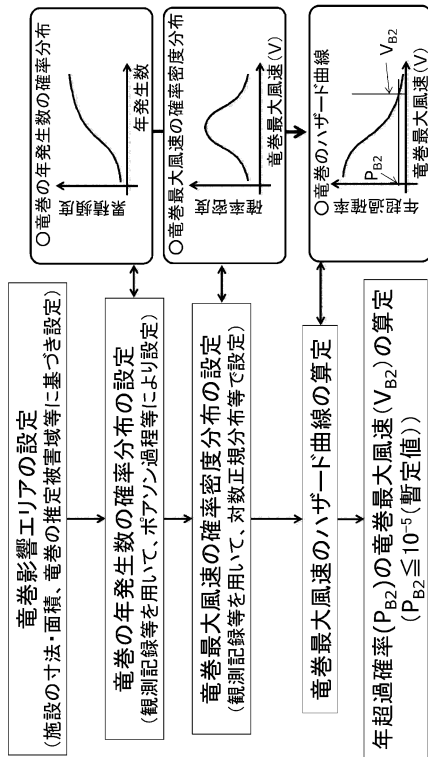 竜巻影響エリアの設定
(施設の寸法・面積、竜巻の推定被害域等に基づき設定)
竜巻の年発生数の確率分布の設定
(観測記録等を用いて、ポアソン過程等により設定)
竜巻最大風速の確率密度分布の設定
(観測記録等を用いて、対数正規分布等で設定)
竜巻最大風速のハザード曲線の算定
年超過確率(PB2)の竜巻最大風速(VB2)の算定
(PB2≦10⁻⁵(暫定値))
○竜巻の年発生数の確率分布
累積頻度
年発生数
○竜巻最大風速の確率密度分布
確率密度
竜巻最大風速(V)
○竜巻のハザード曲線
年超過確率
PB2
VB2
竜巻最大風速(V)